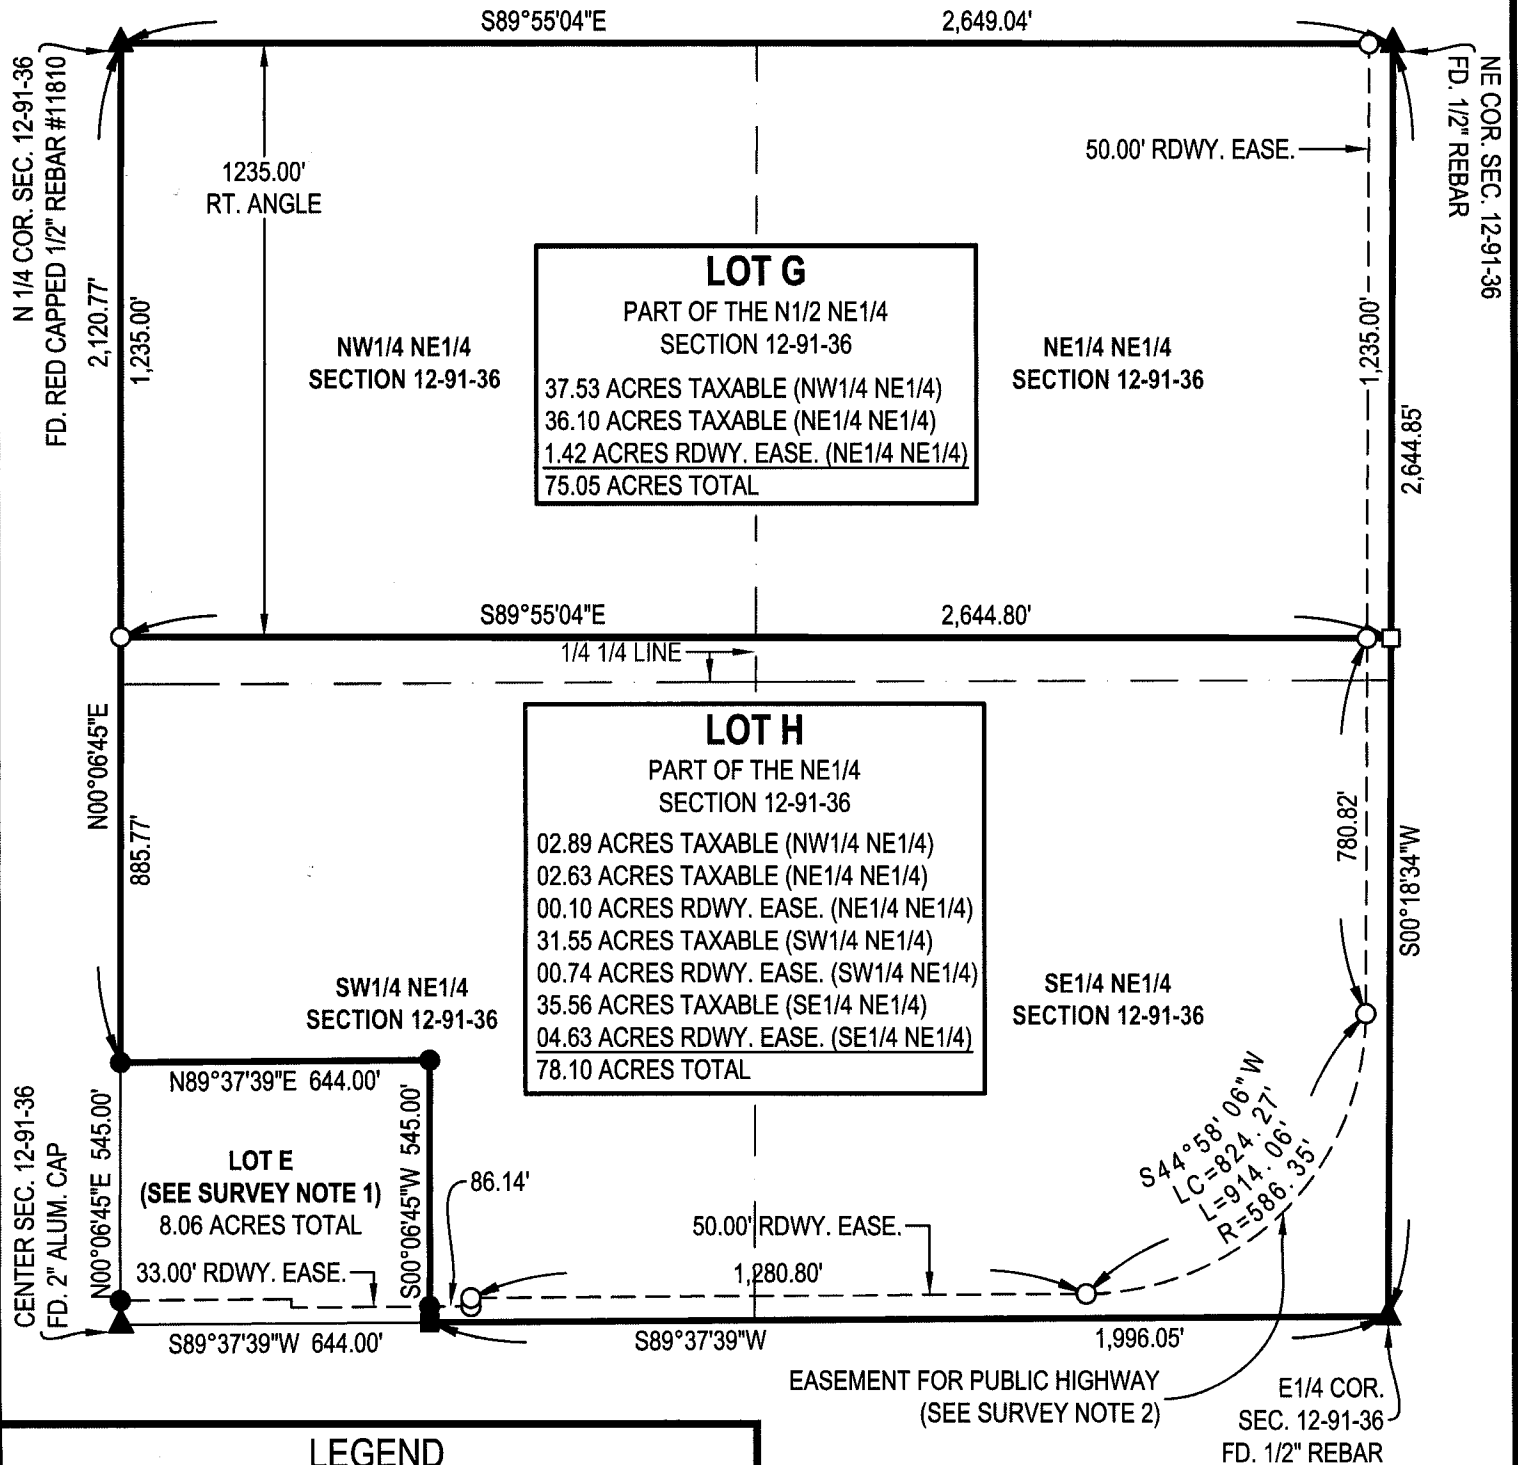 S89°55'04"E
2,649.04'
N 1/4 COR. SEC. 12-91-36
FD. RED CAPPED 1/2" REBAR #11810
NE COR. SEC. 12-91-36
FD. 1/2" REBAR
50.00' RDWY. EASE.
1235.00'
RT. ANGLE
2,120.77'
1,235.00'
LOT G
PART OF THE N1/2 NE1/4
SECTION 12-91-36
37.53 ACRES TAXABLE (NW1/4 NE1/4)
36.10 ACRES TAXABLE (NE1/4 NE1/4)
1.42 ACRES RDWY. EASE. (NE1/4 NE1/4)
75.05 ACRES TOTAL
NW1/4 NE1/4
SECTION 12-91-36
NE1/4 NE1/4
SECTION 12-91-36
1,235.00'
2,644.85'
S89°55'04"E
2,644.80'
1/4 1/4 LINE
N00°06'45"E
885.77'
LOT H
PART OF THE NE1/4
SECTION 12-91-36
02.89 ACRES TAXABLE (NW1/4 NE1/4)
02.63 ACRES TAXABLE (NE1/4 NE1/4)
00.10 ACRES RDWY. EASE. (NE1/4 NE1/4)
31.55 ACRES TAXABLE (SW1/4 NE1/4)
00.74 ACRES RDWY. EASE. (SW1/4 NE1/4)
35.56 ACRES TAXABLE (SE1/4 NE1/4)
04.63 ACRES RDWY. EASE. (SE1/4 NE1/4)
78.10 ACRES TOTAL
780.82'
S00°18'34"W
SW1/4 NE1/4
SECTION 12-91-36
SE1/4 NE1/4
SECTION 12-91-36
N89°37'39"E 644.00'
CENTER SEC. 12-91-36
FD. 2" ALUM. CAP
N00°06'45"E 545.00'
LOT E
(SEE SURVEY NOTE 1)
8.06 ACRES TOTAL
33.00' RDWY. EASE.
S00°06'45"W 545.00'
86.14'
50.00' RDWY. EASE.
1,280.80'
S44°58'06"W
LC=824.27'
L=914.06'
R=586.35'
S89°37'39"W 644.00'
S89°37'39"W
1,996.05'
EASEMENT FOR PUBLIC HIGHWAY
(SEE SURVEY NOTE 2)
E1/4 COR.
SEC. 12-91-36
FD. 1/2" REBAR
LEGEND